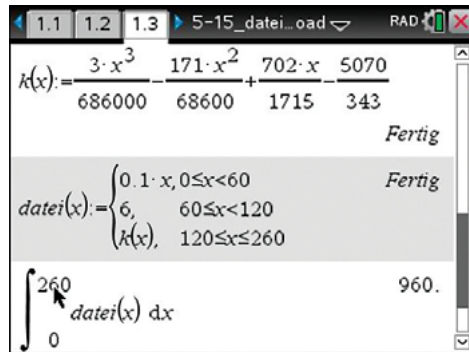 1.1 1.2 1.3 5-15_datei…oad RAD
k(x):=3·x^3/686000−171·x^2/68600+702·x/1715−5070/343
Fertig
datei(x):={0.1·x, 0≤x<60 Fertig
6, 60≤x<120
k(x), 120≤x≤260
∫ 260
datei(x) dx 960.
0